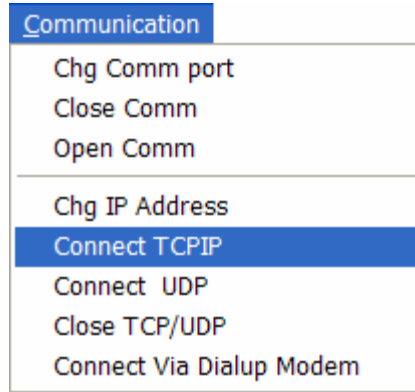 Communication
Chg Comm port
Close Comm
Open Comm
Chg IP Address
Connect TCPIP
Connect  UDP
Close TCP/UDP
Connect Via Dialup Modem